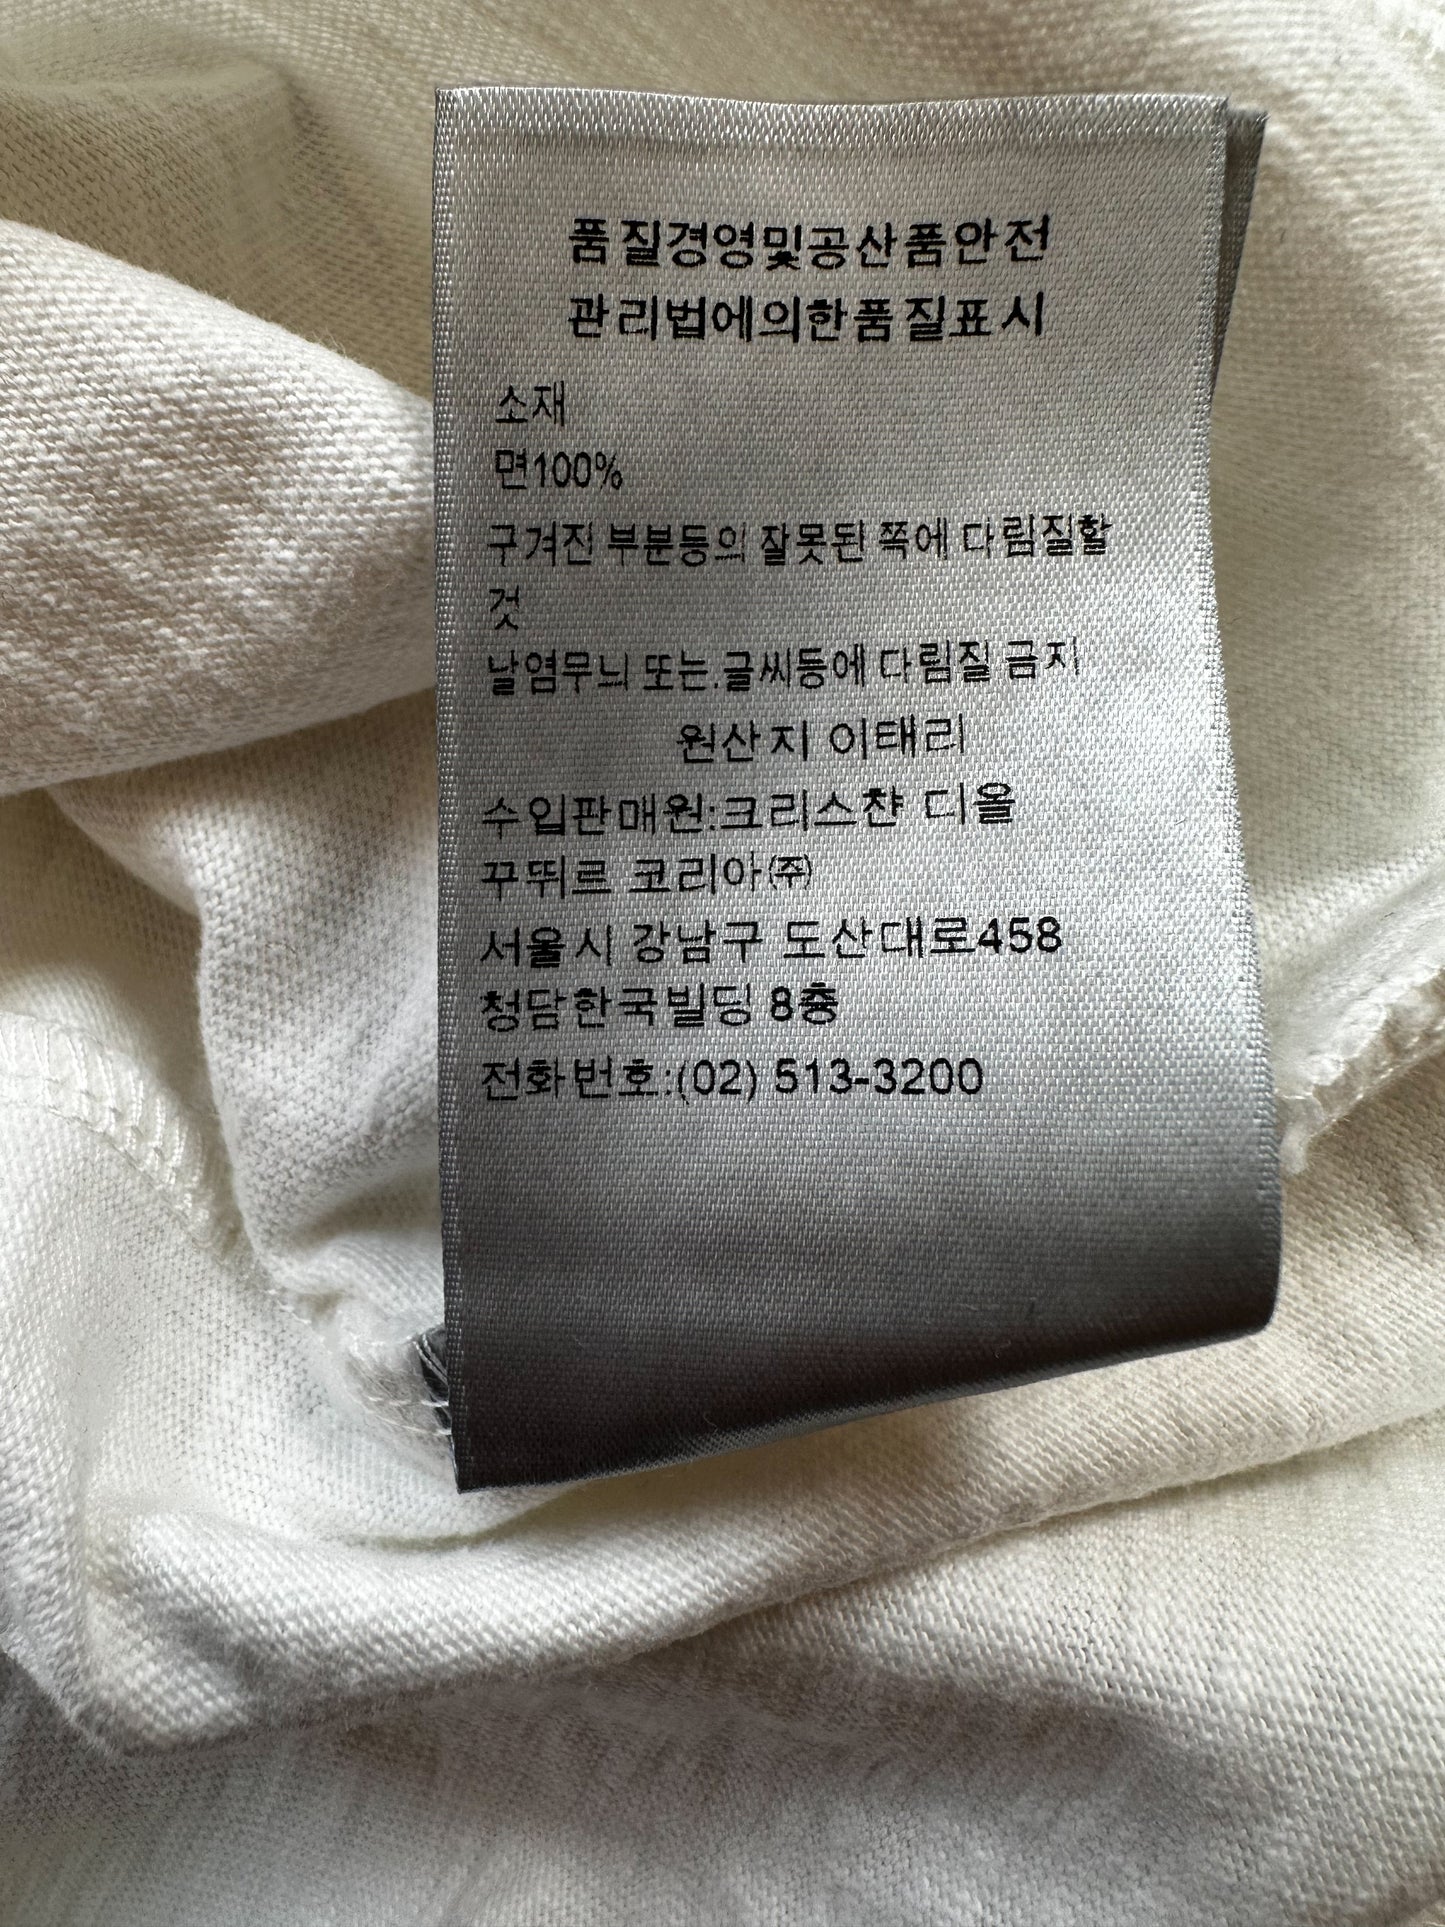 품질경영및공산품안전
관리법에의한품질표시
소재
면100%
구겨진 부분등의 잘못된 쪽에 다림질할
것
날염무늬 또는.글씨등에 다림질 금지
원산지 이태리
수입판매원:크리스챤 디올
꾸뛰르 코리아㈜
서울시 강남구 도산대로458
청담한국빌딩 8층
전화번호:(02) 513-3200